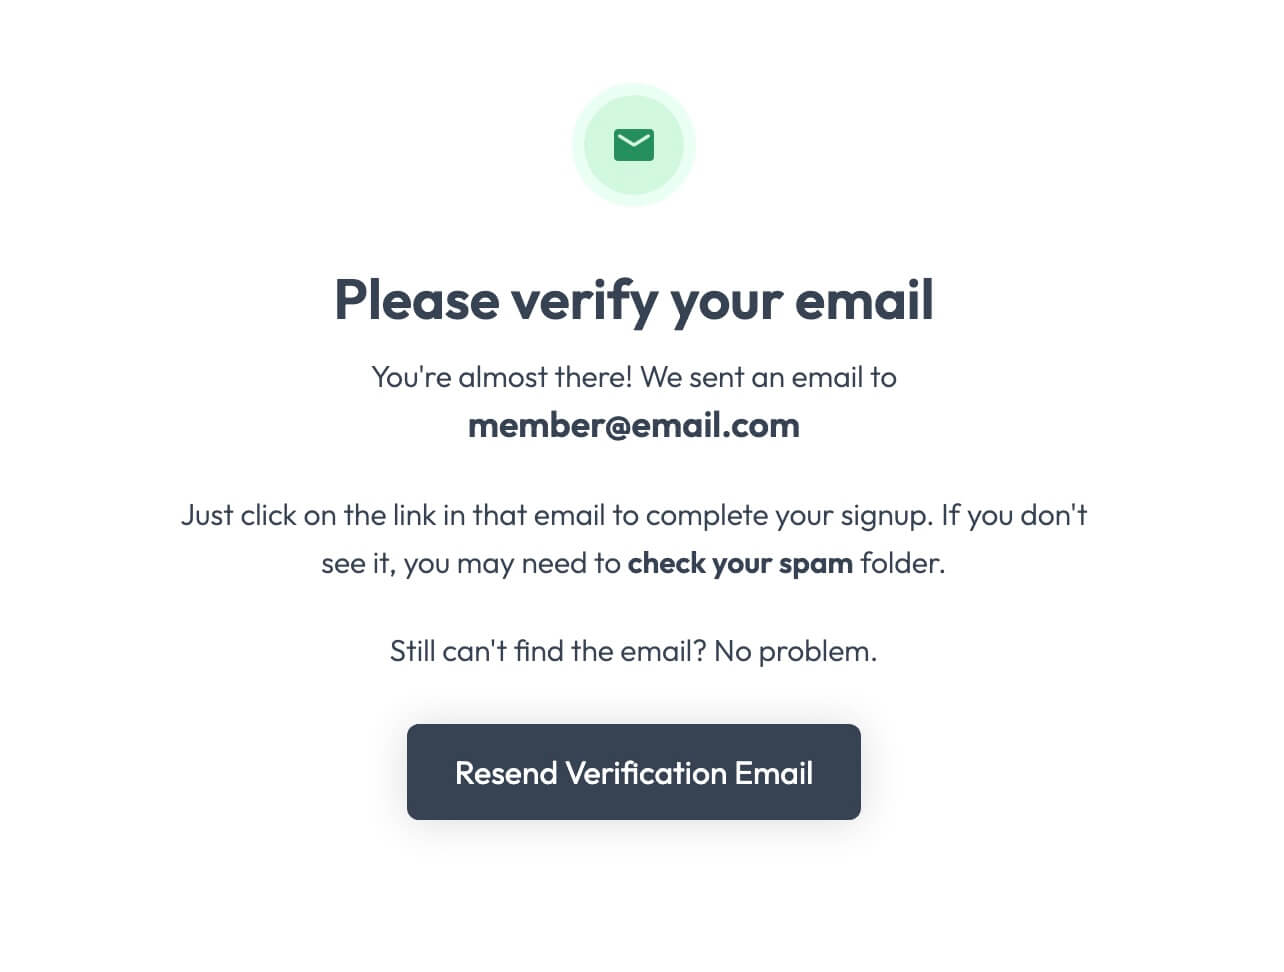 Please verify your email
You're almost there! We sent an email to
member@email.com
Just click on the link in that email to complete your signup. If you don't
see it, you may need to check your spam folder.
Still can't find the email? No problem.
Resend Verification Email